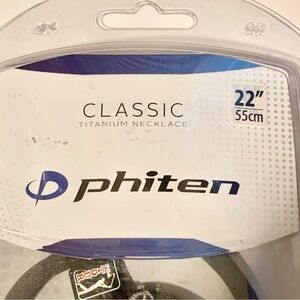 CLASSIC
TITANIUM NECKLACE
22"
55cm
phiten